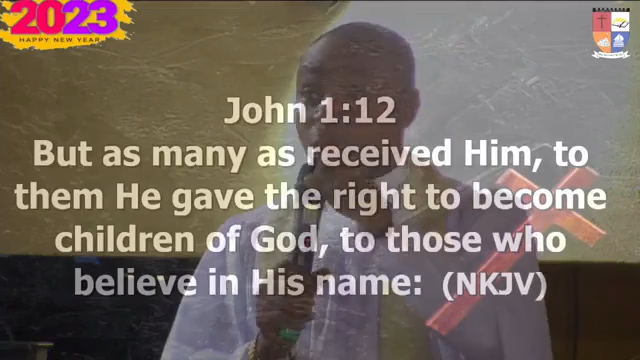 2023
HAPPY NEW YEAR
John 1:12
But as many as received Him, to
them He gave the right to become
children of God, to those who
believe in His name: (NKJV)